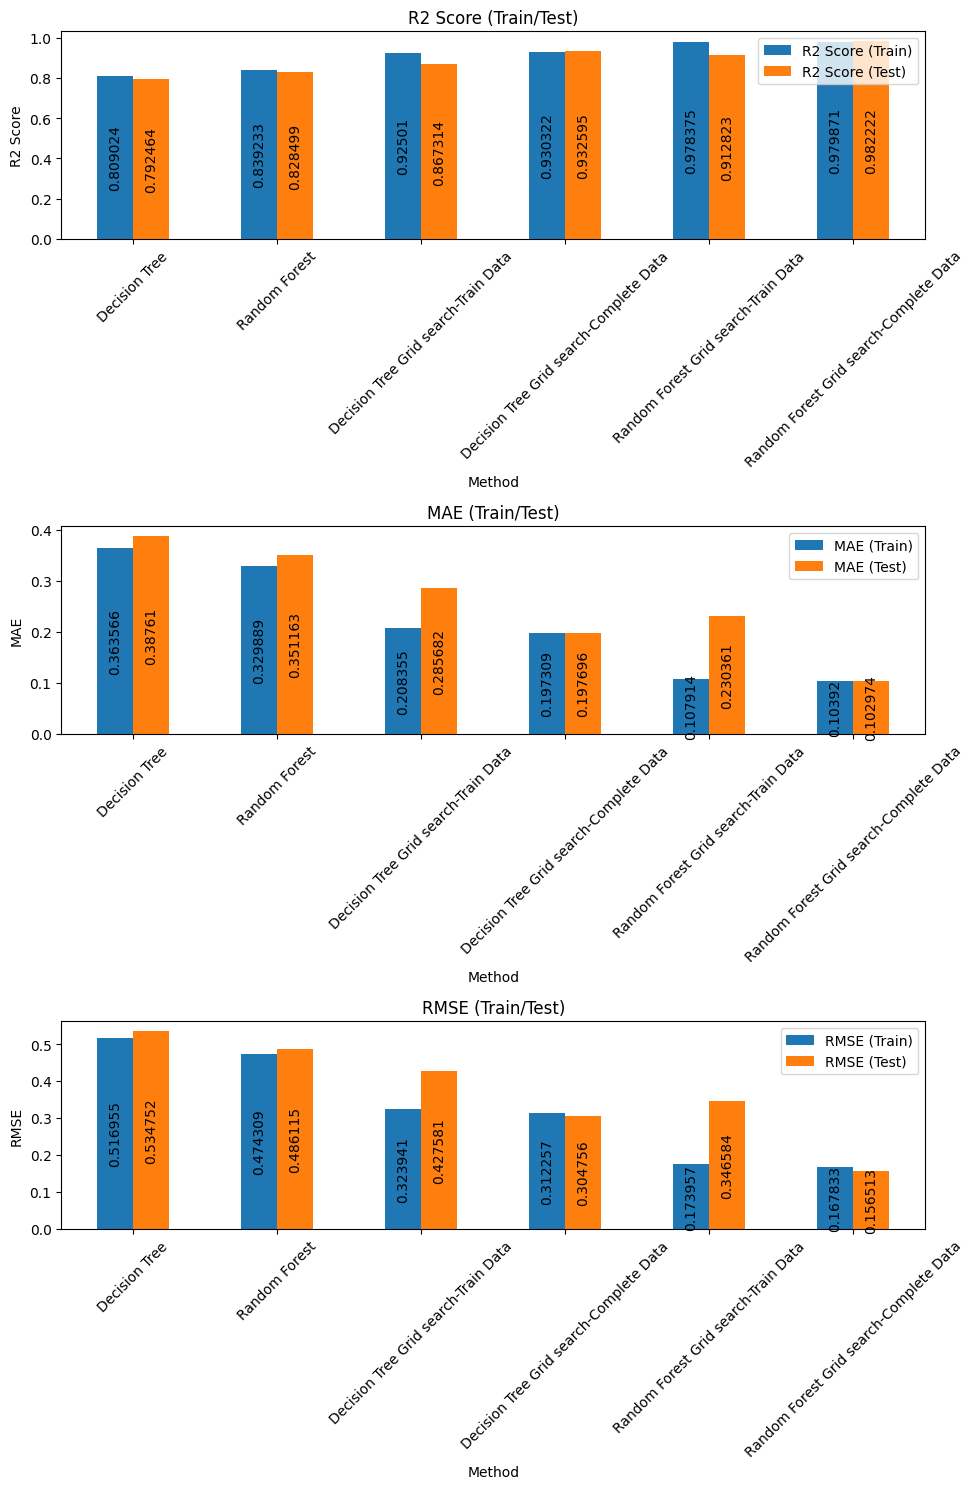 R2 Score (Train/Test)
1.0
0.8
0.6
0.4
0.2
0.0
R2 Score
R2 Score (Train)
R2 Score (Test)
0.809024
0.792464
0.839233
0.828499
0.92501
0.867314
0.930322
0.932595
0.978375
0.912823
0.979871
0.982222
Decision Tree
Random Forest
Decision Tree Grid search-Train Data
Decision Tree Grid search-Complete Data
Random Forest Grid search-Train Data
Random Forest Grid search-Complete Data
Method
MAE (Train/Test)
0.4
0.3
0.2
0.1
0.0
MAE
MAE (Train)
MAE (Test)
0.363566
0.38761
0.329889
0.351163
0.208355
0.285682
0.197309
0.197696
0.107914
0.230361
0.10392
0.102974
Decision Tree
Random Forest
Decision Tree Grid search-Train Data
Decision Tree Grid search-Complete Data
Random Forest Grid search-Train Data
Random Forest Grid search-Complete Data
Method
RMSE (Train/Test)
0.5
0.4
0.3
0.2
0.1
0.0
RMSE
RMSE (Train)
RMSE (Test)
0.516955
0.534752
0.474309
0.486115
0.323941
0.427581
0.312257
0.304756
0.173957
0.346584
0.167833
0.156513
Decision Tree
Random Forest
Decision Tree Grid search-Train Data
Decision Tree Grid search-Complete Data
Random Forest Grid search-Train Data
Random Forest Grid search-Complete Data
Method